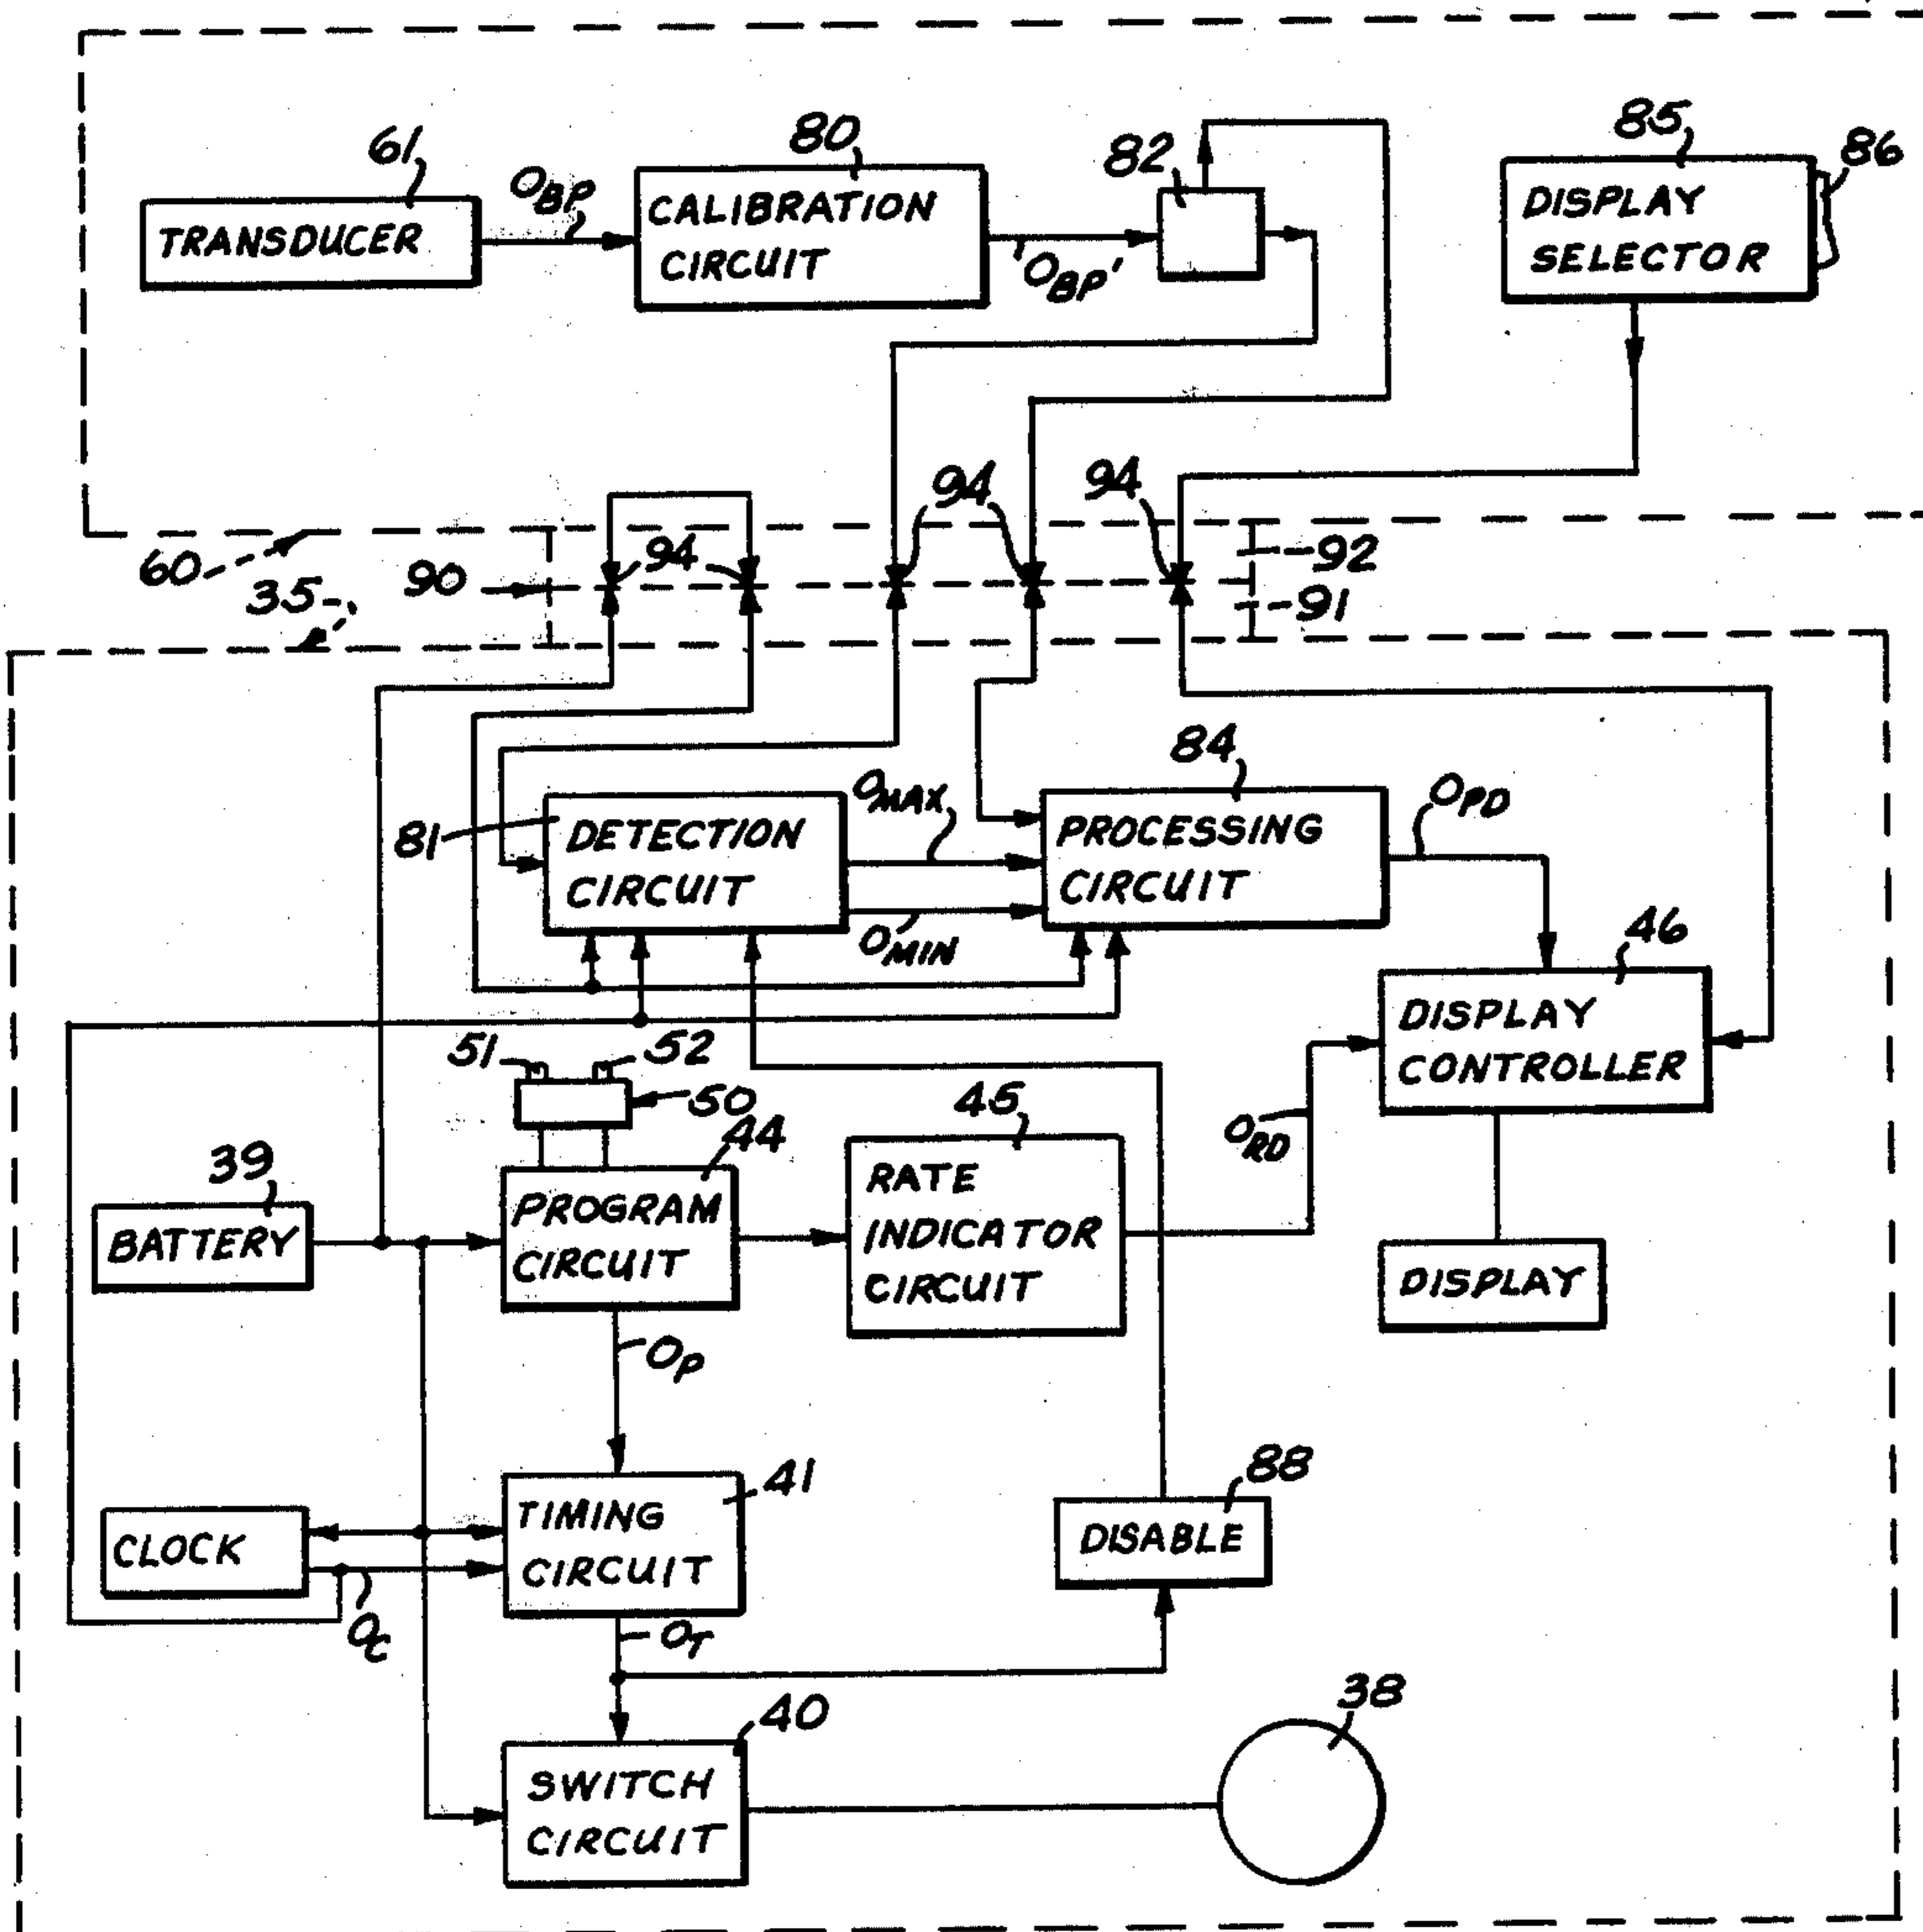 61
80
82
85
86
O_BP
TRANSDUCER
CALIBRATION
CIRCUIT
O_BP'
DISPLAY
SELECTOR
94
94
60
94
92
90
35
91
84
O_MAX
O_PD
81
DETECTION
CIRCUIT
PROCESSING
CIRCUIT
O_MIN
46
DISPLAY
CONTROLLER
51
52
50
45
44
O_RD
39
BATTERY
PROGRAM
CIRCUIT
RATE
INDICATOR
CIRCUIT
DISPLAY
O_P
41
88
CLOCK
TIMING
CIRCUIT
DISABLE
O_C
O_T
40
38
SWITCH
CIRCUIT